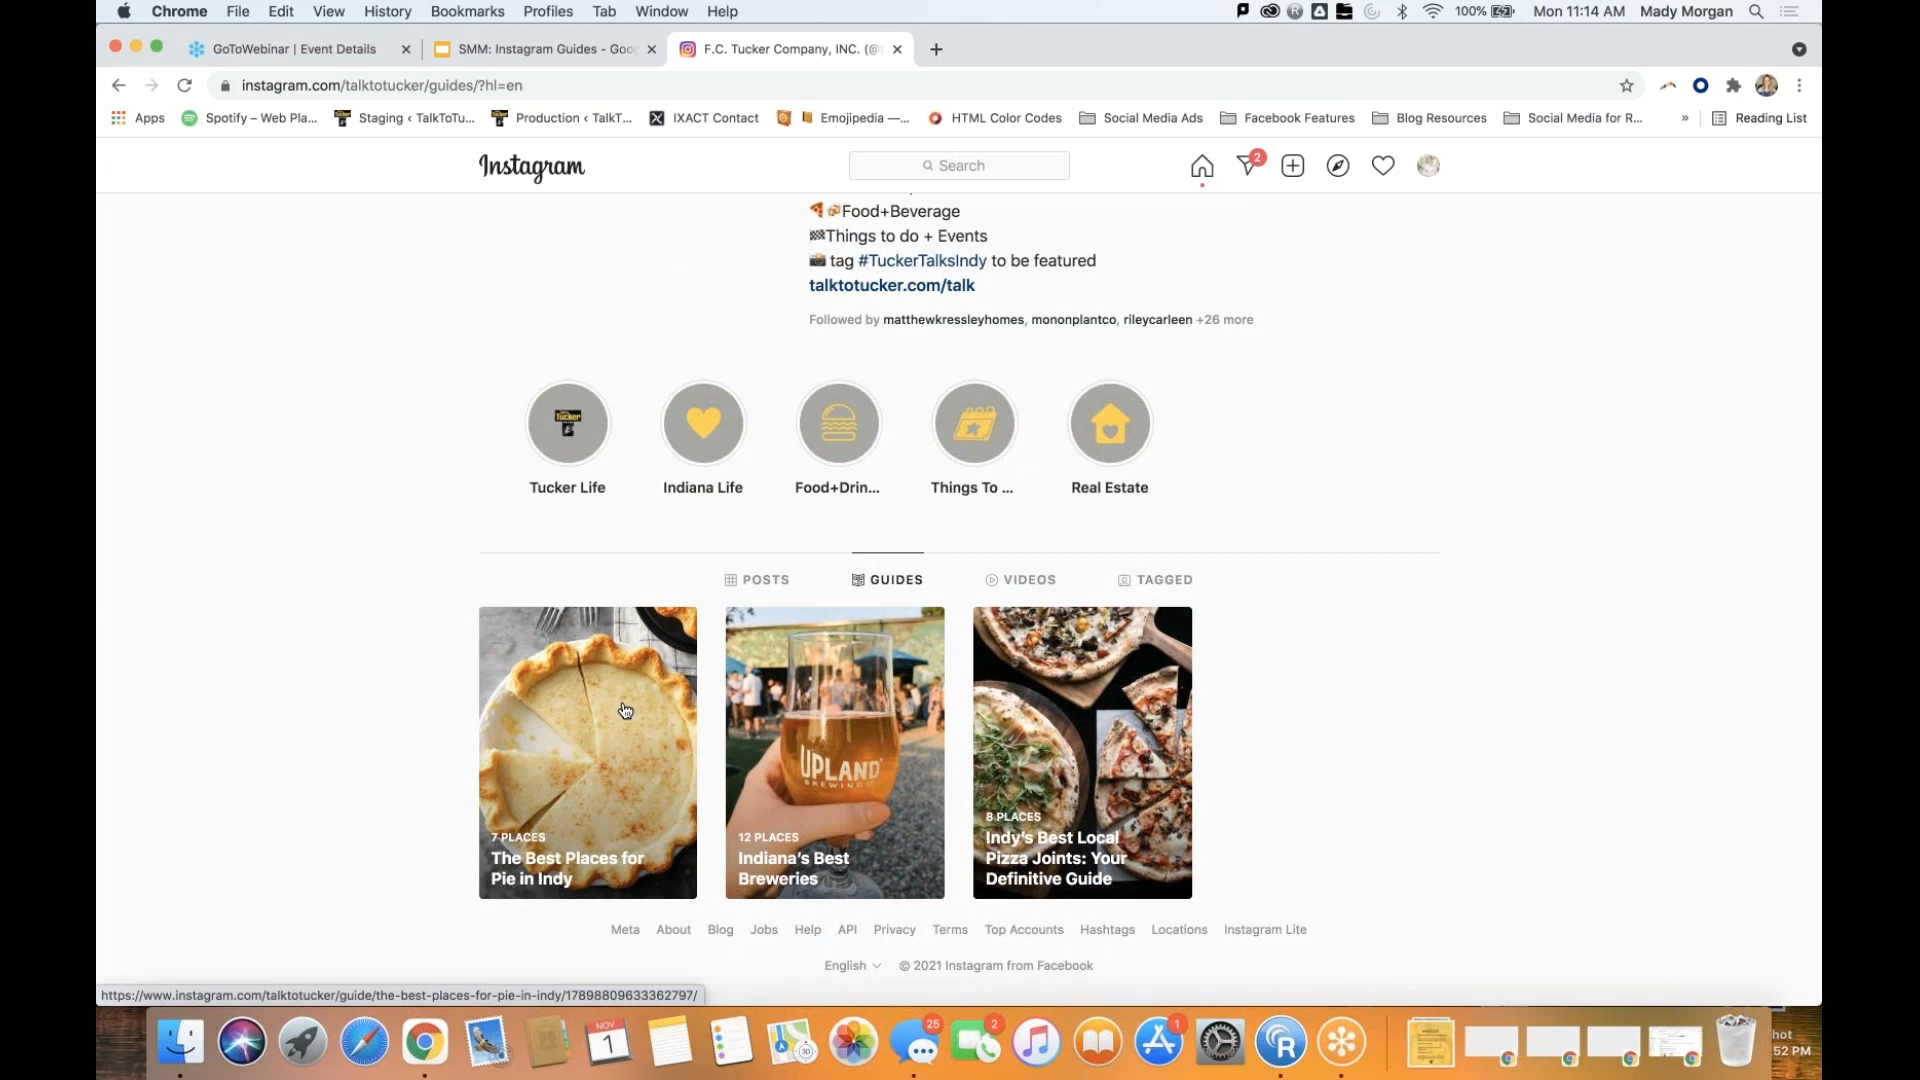 Chrome File Edit View History Bookmarks Profiles Tab Window Help 100% Mon 11:14 AM Mady Morgan
GoToWebinar | Event Details SMM: Instagram Guides - Goo F.C. Tucker Company, INC. (@
instagram.com/talktotucker/guides/?hl=en
Apps Spotify – Web Pla... Staging ‹ TalkToTu... Production ‹ TalkT... IXACT Contact Emojipedia —... HTML Color Codes Social Media Ads Facebook Features Blog Resources Social Media for R... » Reading List
Instagram Search 2
Food+Beverage
Things to do + Events
tag #TuckerTalksIndy to be featured
talktotucker.com/talk
Followed by matthewkressleyhomes, mononplantco, rileycarleen +26 more
Tucker
Tucker Life Indiana Life Food+Drin... Things To ... Real Estate
POSTS GUIDES VIDEOS TAGGED
UPLAND
BREWING
7 PLACES
The Best Places for
Pie in Indy
12 PLACES
Indiana's Best
Breweries
8 PLACES
Indy's Best Local
Pizza Joints: Your
Definitive Guide
Meta About Blog Jobs Help API Privacy Terms Top Accounts Hashtags Locations Instagram Lite
English © 2021 Instagram from Facebook
https://www.instagram.com/talktotucker/guide/the-best-places-for-pie-in-indy/17898809633362797/
NOV
1
25
2
1
R
hot
52 PM